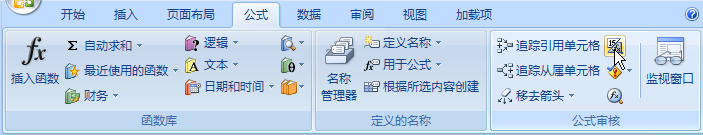 开始 插入 页面布局 公式 数据 审阅 视图 加载项
fx 插入函数
Σ 自动求和
最近使用的函数
财务
逻辑
A 文本
日期和时间
θ
函数库
名称
管理器
定义名称
fx 用于公式
根据所选内容创建
定义的名称
追踪引用单元格
追踪从属单元格
移去箭头
15
fx
监视窗口
公式审核